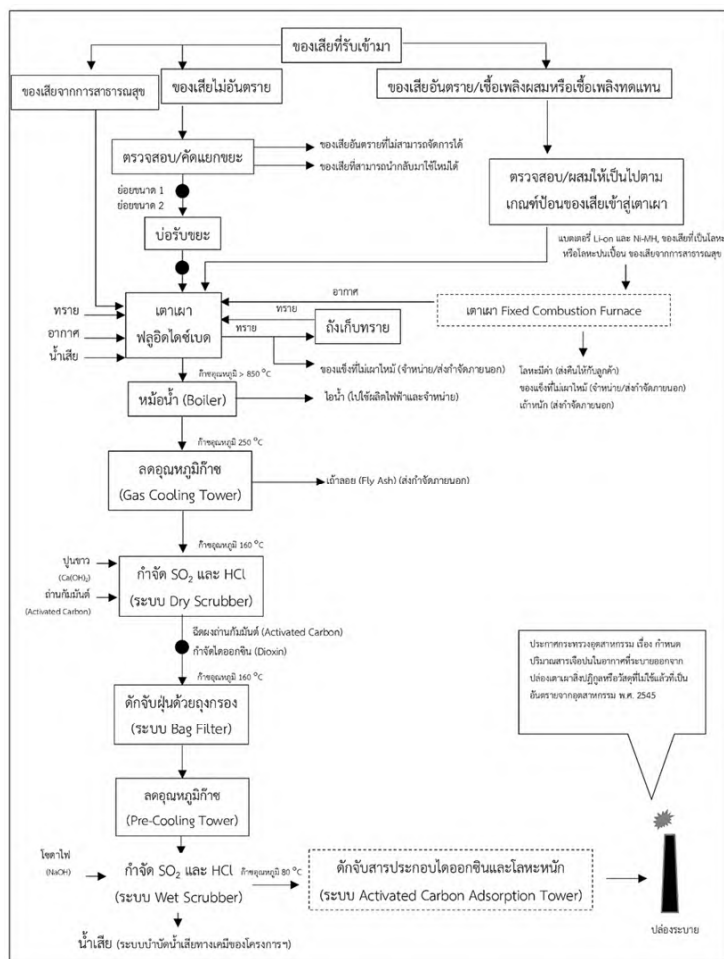 ของเสียที่รับเข้ามา
ของเสียจากการสาธารณสุข
ของเสียไม่อันตราย
ของเสียอันตราย/เชื้อเพลิงผสมหรือเชื้อเพลิงทดแทน
ตรวจสอบ/คัดแยกขยะ
ของเสียอันตรายที่ไม่สามารถจัดการได้
ของเสียที่สามารถนำกลับมาใช้ใหม่ได้
ตรวจสอบ/ผสมให้เป็นไปตาม
เกณฑ์ป้อนของเสียเข้าสู่เตาเผา
ย่อยขนาด 1
ย่อยขนาด 2
บ่อรับขยะ
แบตเตอรี่ Li-on และ Ni-MH, ของเสียที่เป็นโลหะ
หรือโลหะปนเปื้อน ของเสียจากการสาธารณสุข
ทราย
อากาศ
น้ำเสีย
เตาเผา
ฟลูอิดไดซ์เบด
อากาศ
ทราย
ทราย
ถังเก็บทราย
เตาเผา Fixed Combustion Furnace
ของแข็งที่ไม่เผาไหม้ (จำหน่าย/ส่งกำจัดภายนอก)
โลหะมีค่า (ส่งคืนให้กับลูกค้า)
ของแข็งที่ไม่เผาไหม้ (จำหน่าย/ส่งกำจัดภายนอก)
เถ้าหนัก (ส่งกำจัดภายนอก)
ก๊าซอุณหภูมิ > 850 °C
หม้อน้ำ (Boiler)
ไอน้ำ (ไปใช้ผลิตไฟฟ้าและจำหน่าย)
ก๊าซอุณหภูมิ 250 °C
ลดอุณหภูมิก๊าซ
(Gas Cooling Tower)
เถ้าลอย (Fly Ash) (ส่งกำจัดภายนอก)
ก๊าซอุณหภูมิ 160 °C
ปูนขาว
(Ca(OH)₂)
ถ่านกัมมันต์
(Activated Carbon)
กำจัด SO₂ และ HCl
(ระบบ Dry Scrubber)
ฉีดผงถ่านกัมมันต์ (Activated Carbon)
กำจัดไดออกซิน (Dioxin)
ก๊าซอุณหภูมิ 160 °C
ดักจับฝุ่นด้วยถุงกรอง
(ระบบ Bag Filter)
ประกาศกระทรวงอุตสาหกรรม เรื่อง กำหนด
ปริมาณสารเจือปนในอากาศที่ระบายออกจาก
ปล่องเตาเผาสิ่งปฏิกูลหรือวัสดุที่ไม่ใช้แล้วที่เป็น
อันตรายจากอุตสาหกรรม พ.ศ. 2545
ลดอุณหภูมิก๊าซ
(Pre-Cooling Tower)
โซดาไฟ
(NaOH)
กำจัด SO₂ และ HCl
(ระบบ Wet Scrubber)
ก๊าซอุณหภูมิ 80 °C
ดักจับสารประกอบไดออกซินและโลหะหนัก
(ระบบ Activated Carbon Adsorption Tower)
ปล่องระบาย
น้ำเสีย (ระบบบำบัดน้ำเสียทางเคมีของโครงการฯ)